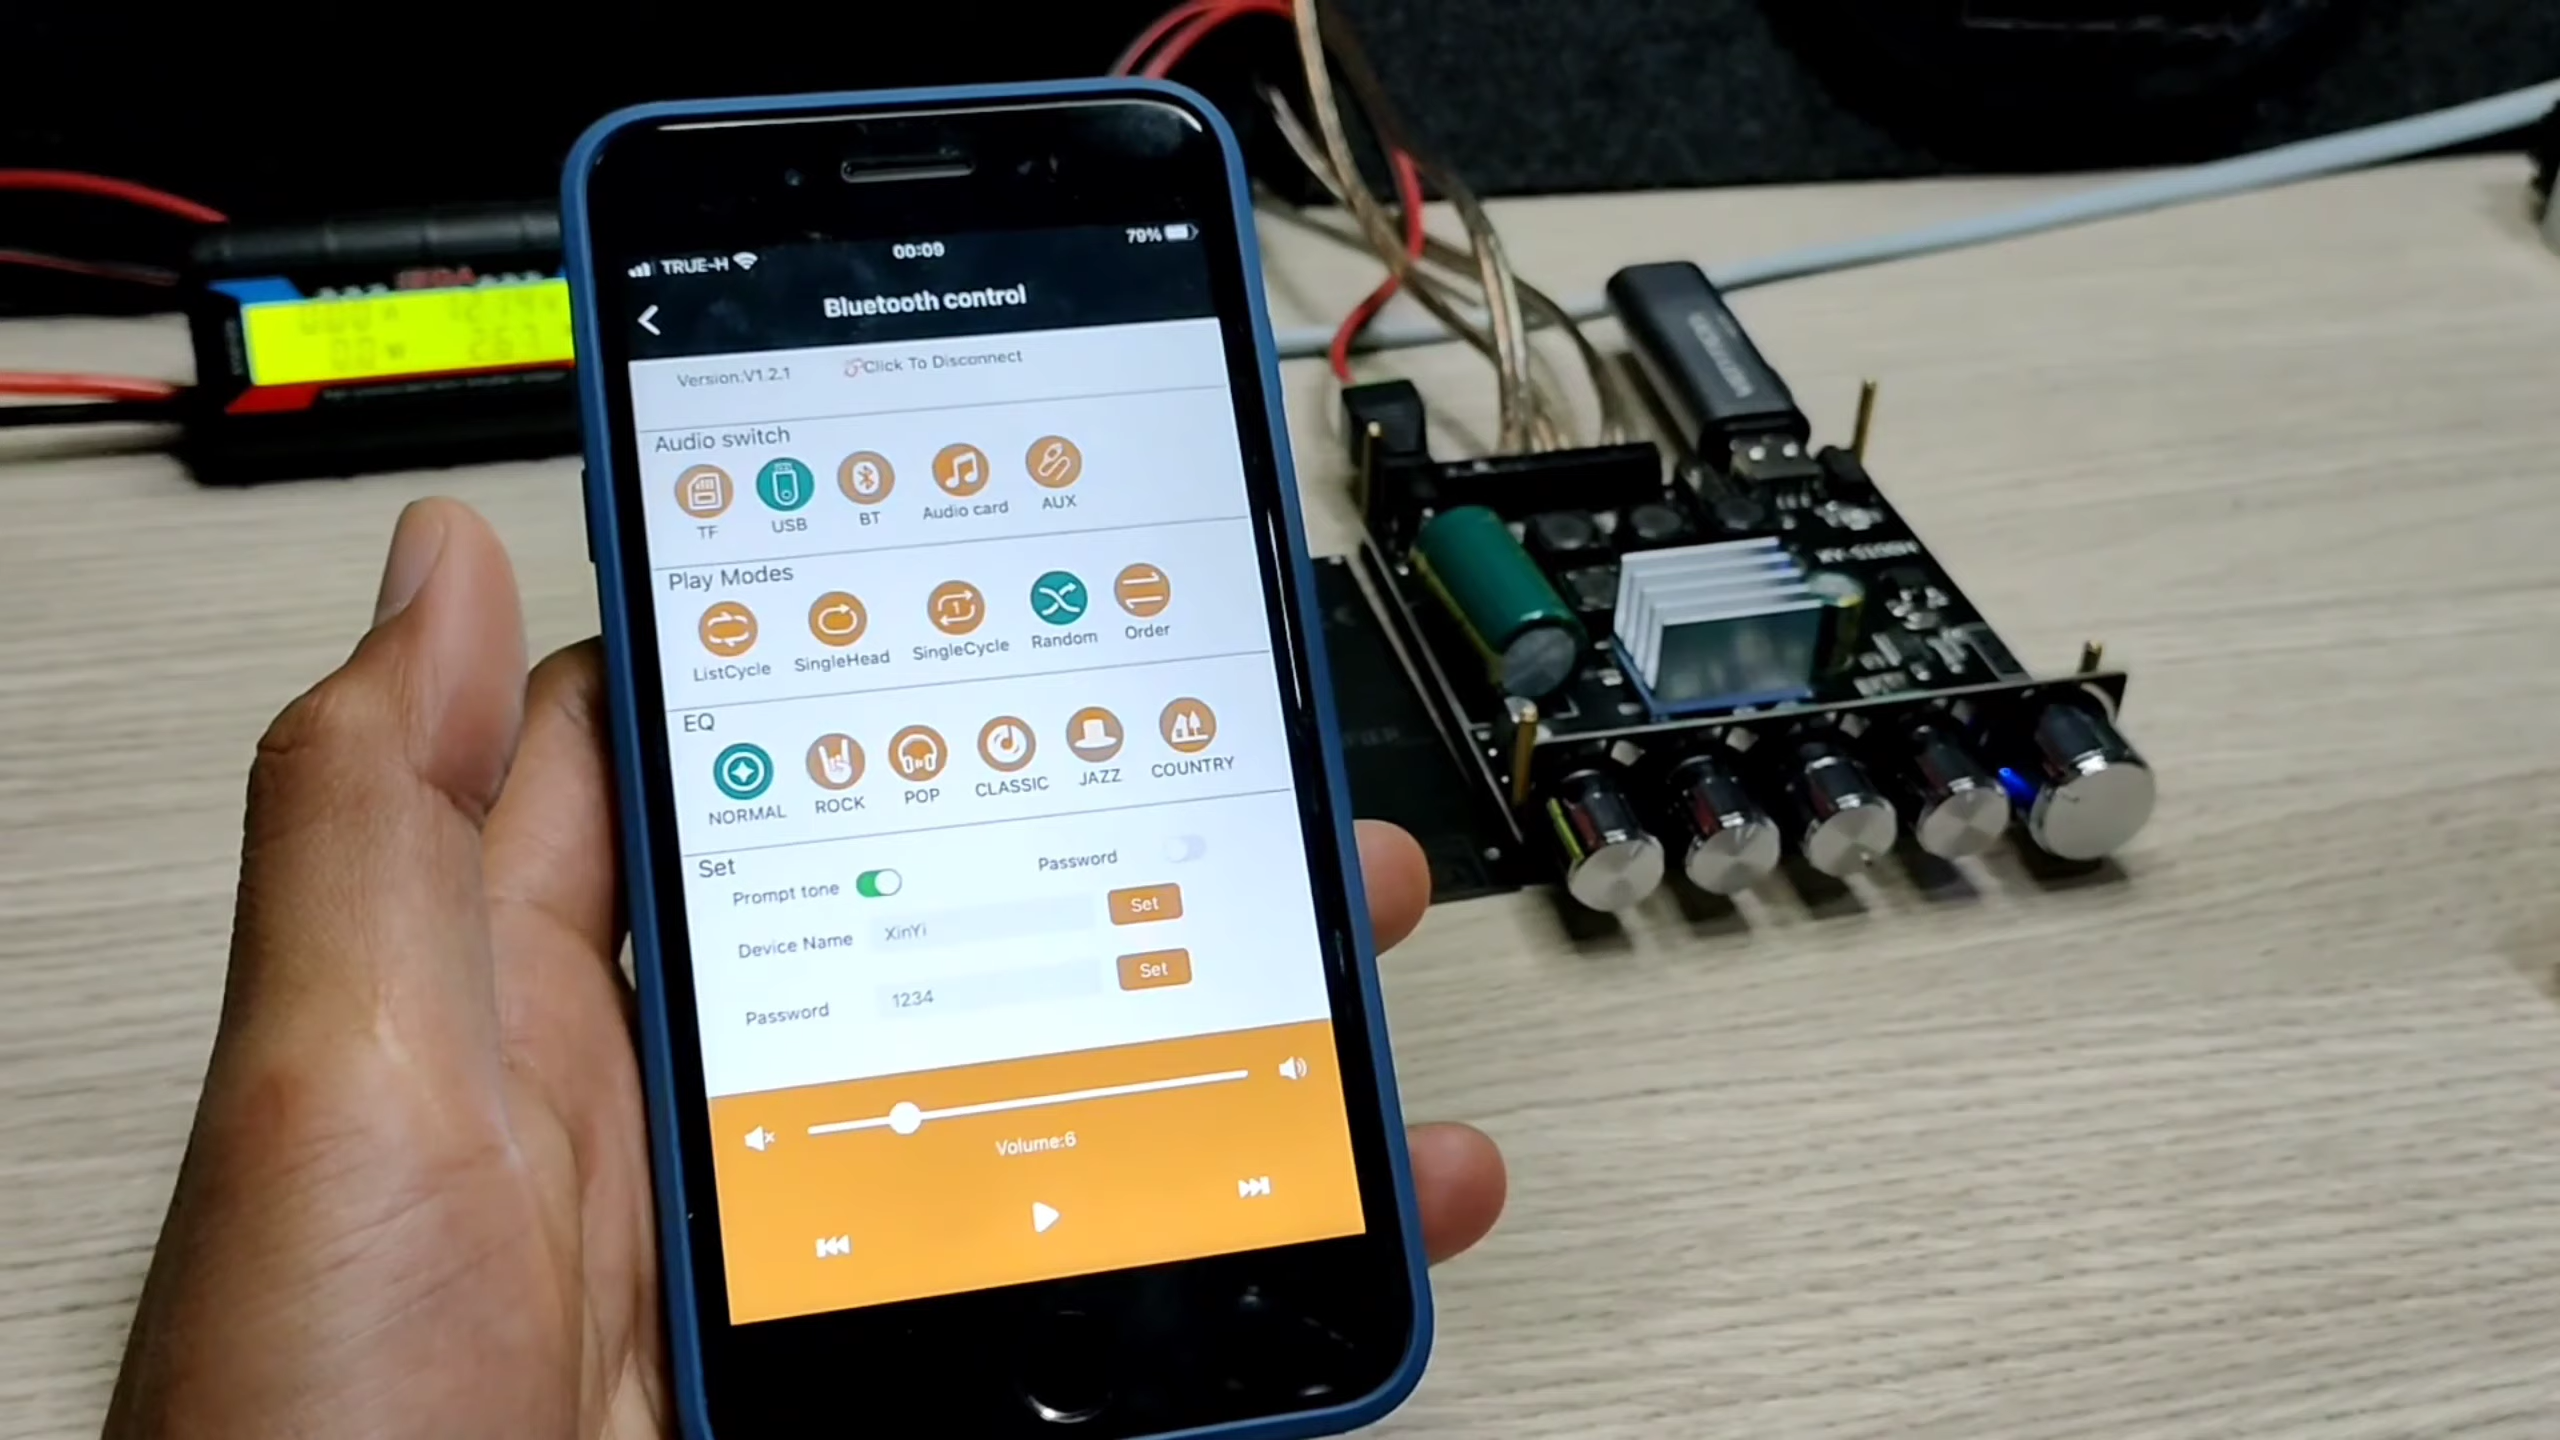 TRUE-H 00:09 79%
Bluetooth control
Version:V1.2.1 Click To Disconnect
Audio switch
TF USB BT Audio card AUX
Play Modes
ListCycle SingleHead SingleCycle Random Order
EQ
NORMAL ROCK POP CLASSIC JAZZ COUNTRY
Set
Prompt tone Password
Device Name XinYi Set
Password 1234 Set
Volume:6